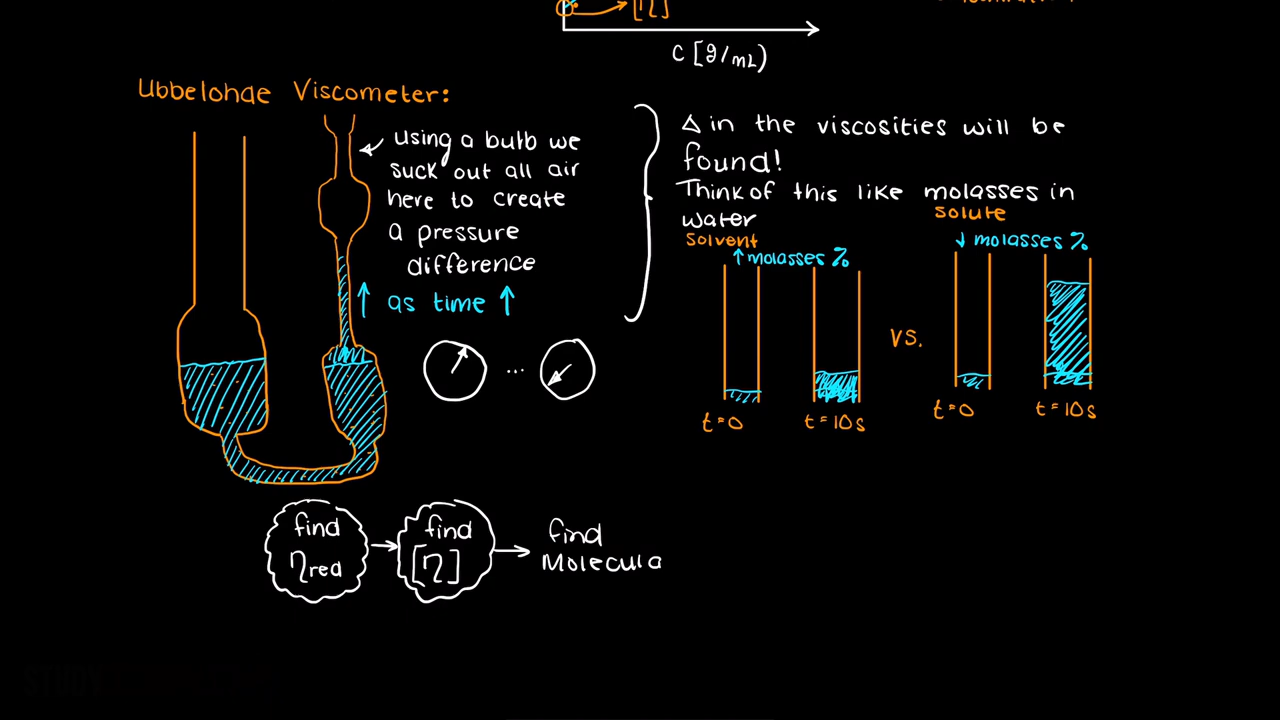 [η]
C [g/mL)
Ubbelohde Viscometer:
using a bulb we
suck out all air
here to create
a pressure
difference
↑ as time ↑
...
Δ in the viscosities will be
found!
Think of this like molasses in
water
Solvent
↑ molasses %
t=0
t=10s
vs.
Solute
↓ molasses %
t=0
t=10s
find
ηred
find
[η]
find
Molecula